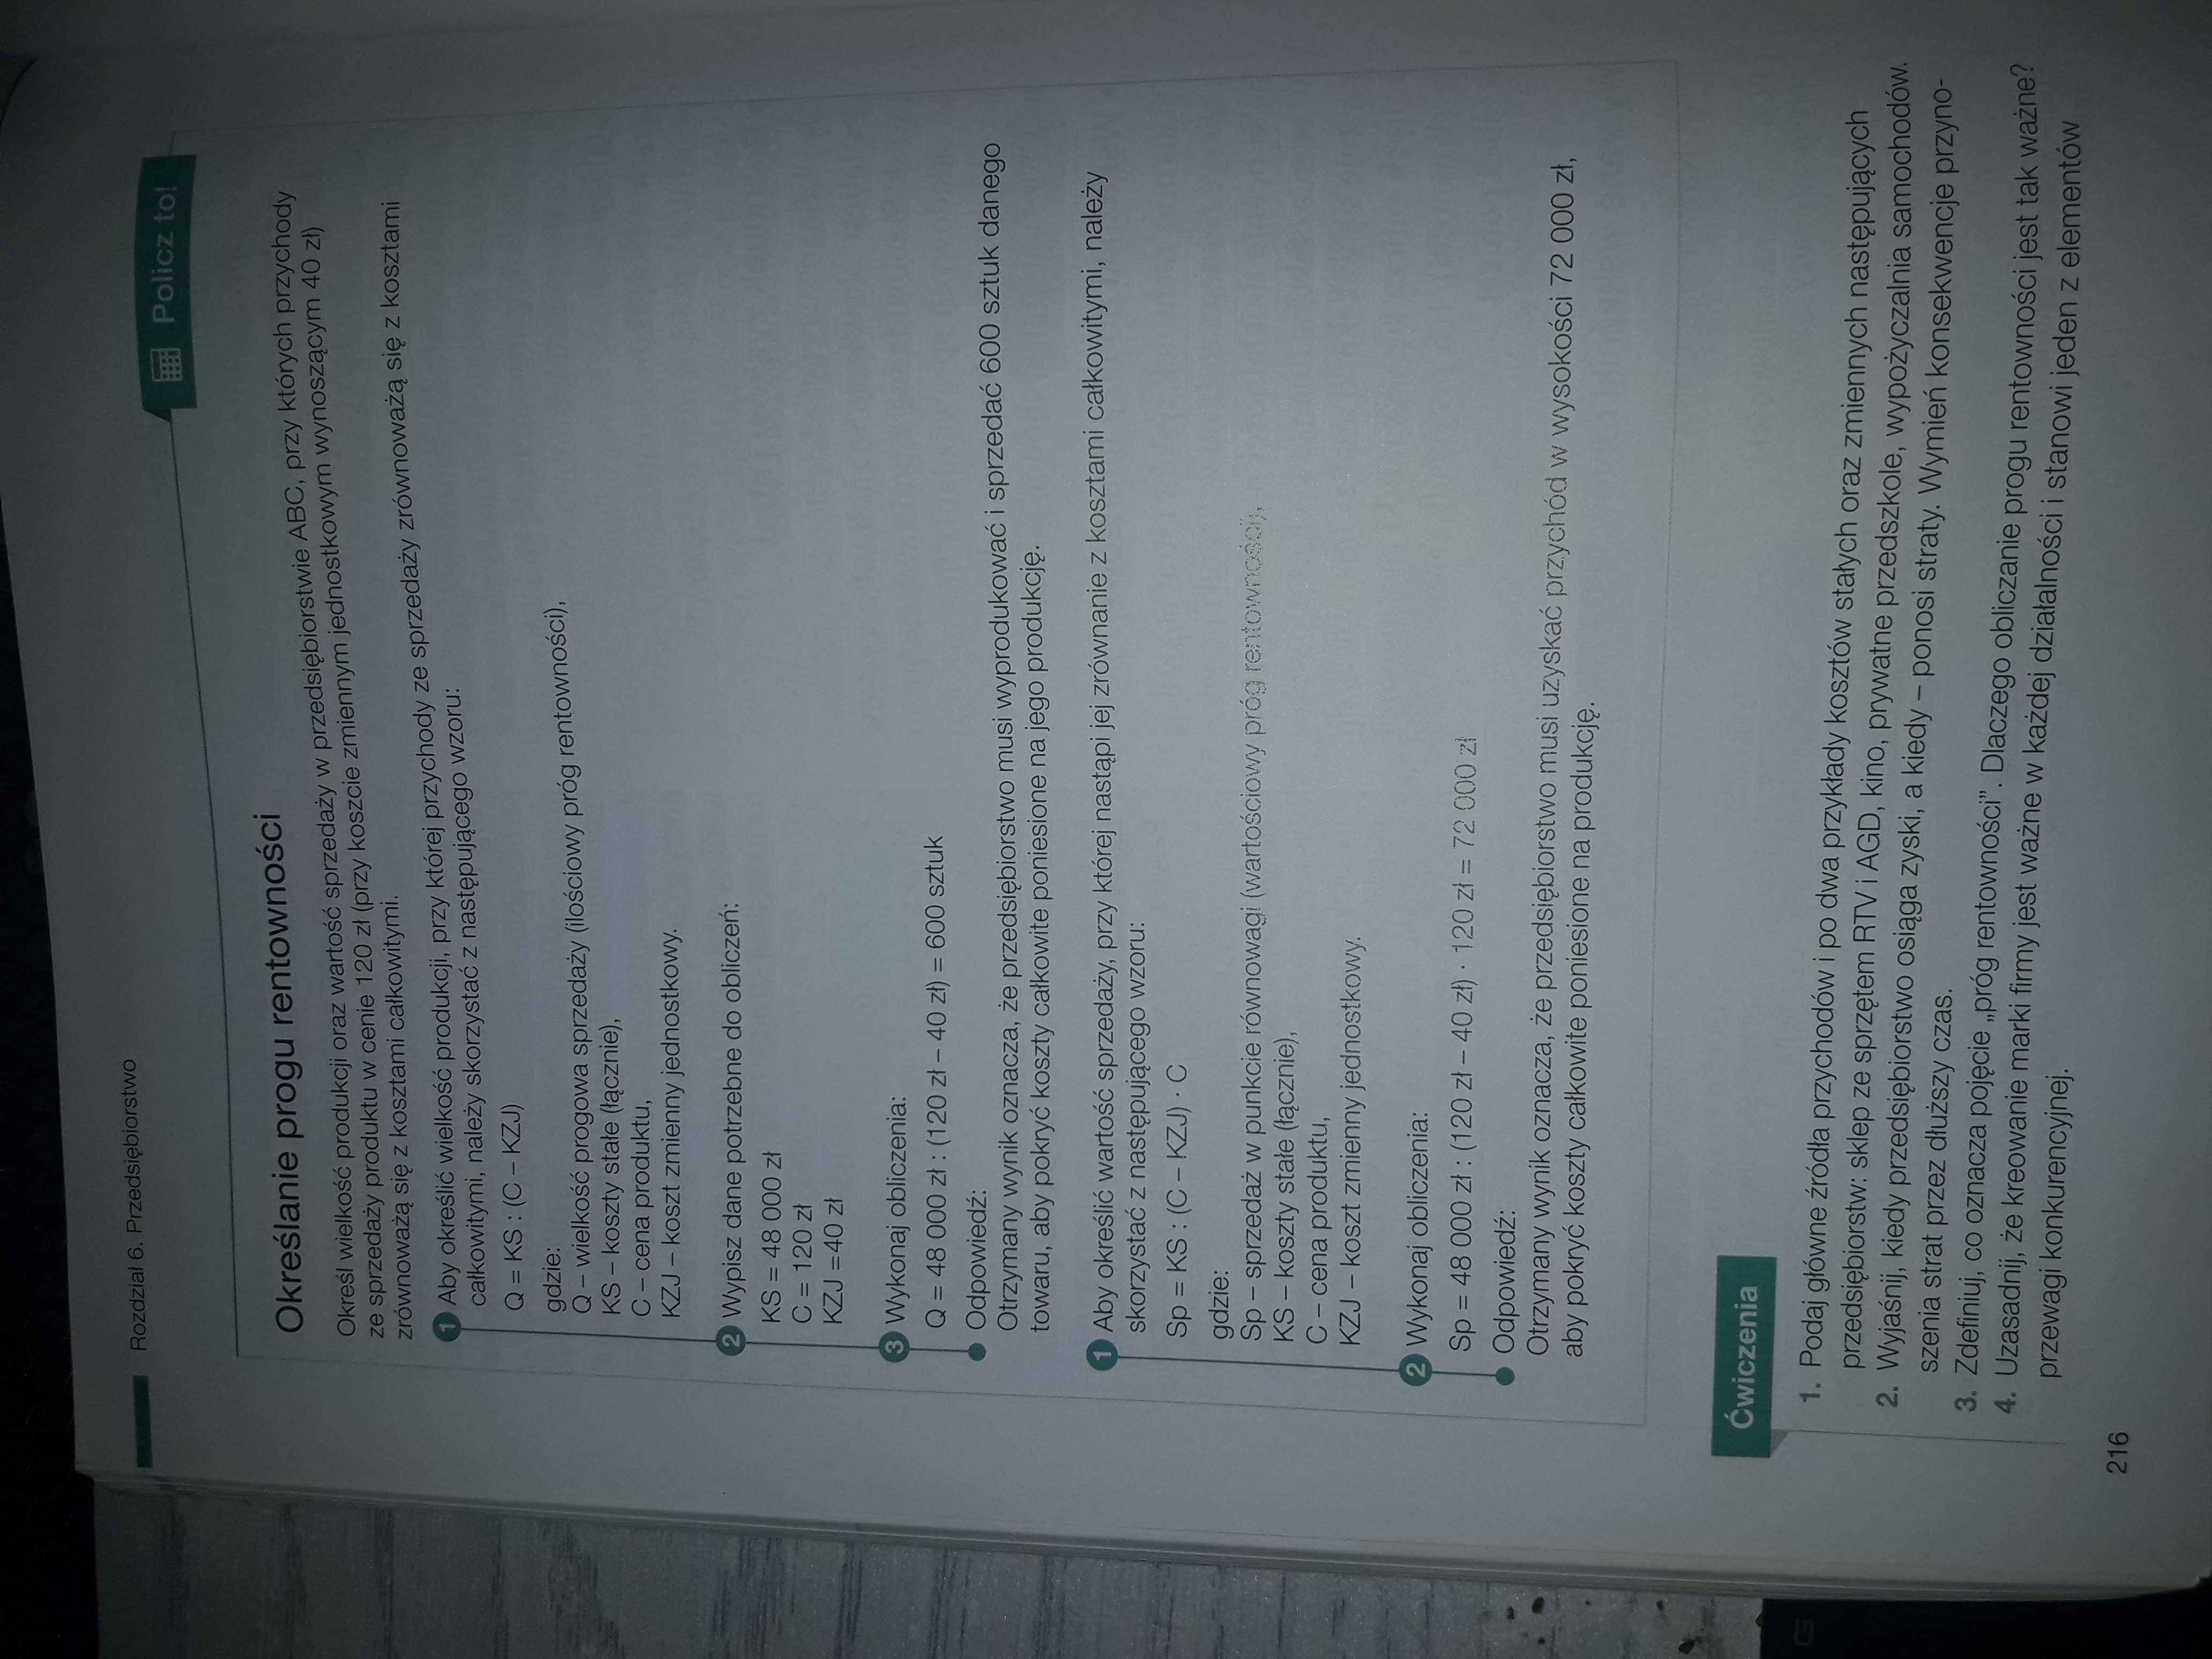 Rozdział 6. Przedsiębiorstwo
Policz to!
Określanie progu rentowności
Określ wielkość produkcji oraz wartość sprzedaży w przedsiębiorstwie ABC, przy których przychody
ze sprzedaży produktu w cenie 120 zł (przy koszcie zmiennym jednostkowym wynoszącym 40 zł)
zrównoważą się z kosztami całkowitymi.
1 Aby określić wielkość produkcji, przy której przychody ze sprzedaży zrównoważą się z kosztami
całkowitymi, należy skorzystać z następującego wzoru:
Q = KS : (C – KZJ)
gdzie:
Q – wielkość progowa sprzedaży (ilościowy próg rentowności),
KS – koszty stałe (łącznie),
C – cena produktu,
KZJ – koszt zmienny jednostkowy.
2 Wypisz dane potrzebne do obliczeń:
KS = 48 000 zł
C = 120 zł
KZJ =40 zł
3 Wykonaj obliczenia:
Q = 48 000 zł : (120 zł – 40 zł) = 600 sztuk
Odpowiedź:
Otrzymany wynik oznacza, że przedsiębiorstwo musi wyprodukować i sprzedać 600 sztuk danego
towaru, aby pokryć koszty całkowite poniesione na jego produkcję.
1 Aby określić wartość sprzedaży, przy której nastąpi jej zrównanie z kosztami całkowitymi, należy
skorzystać z następującego wzoru:
Sp = KS : (C – KZJ) · C
gdzie:
Sp – sprzedaż w punkcie równowagi (wartościowy próg rentowności),
KS – koszty stałe (łącznie),
C – cena produktu,
KZJ – koszt zmienny jednostkowy.
2 Wykonaj obliczenia:
Sp = 48 000 zł : (120 zł – 40 zł) · 120 zł = 72 000 zł
Odpowiedź:
Otrzymany wynik oznacza, że przedsiębiorstwo musi uzyskać przychód w wysokości 72 000 zł,
aby pokryć koszty całkowite poniesione na produkcję.
Ćwiczenia
1. Podaj główne źródła przychodów i po dwa przykłady kosztów stałych oraz zmiennych następujących
przedsiębiorstw: sklep ze sprzętem RTV i AGD, kino, prywatne przedszkole, wypożyczalnia samochodów.
2. Wyjaśnij, kiedy przedsiębiorstwo osiąga zyski, a kiedy – ponosi straty. Wymień konsekwencje przyno-
szenia strat przez dłuższy czas.
3. Zdefiniuj, co oznacza pojęcie „próg rentowności”. Dlaczego obliczanie progu rentowności jest tak ważne?
4. Uzasadnij, że kreowanie marki firmy jest ważne w każdej działalności i stanowi jeden z elementów
przewagi konkurencyjnej.
216